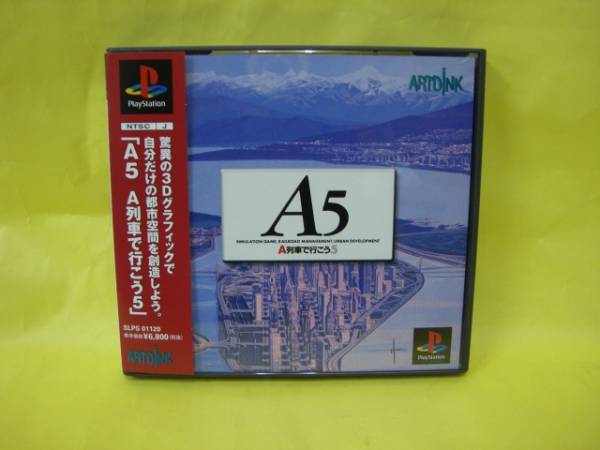 PlayStation
NTSC J
驚異の3Dグラフィックで
自分だけの都市空間を創造しよう。
「A5 A列車で行こう5」
SLPS 01120
標準価格¥6,800(税抜)
ARTDINK
ARTDINK
A5
SIMULATION GAME, RAILROAD MANAGEMENT, URBAN DEVELOPMENT
A列車で行こう5
PlayStation